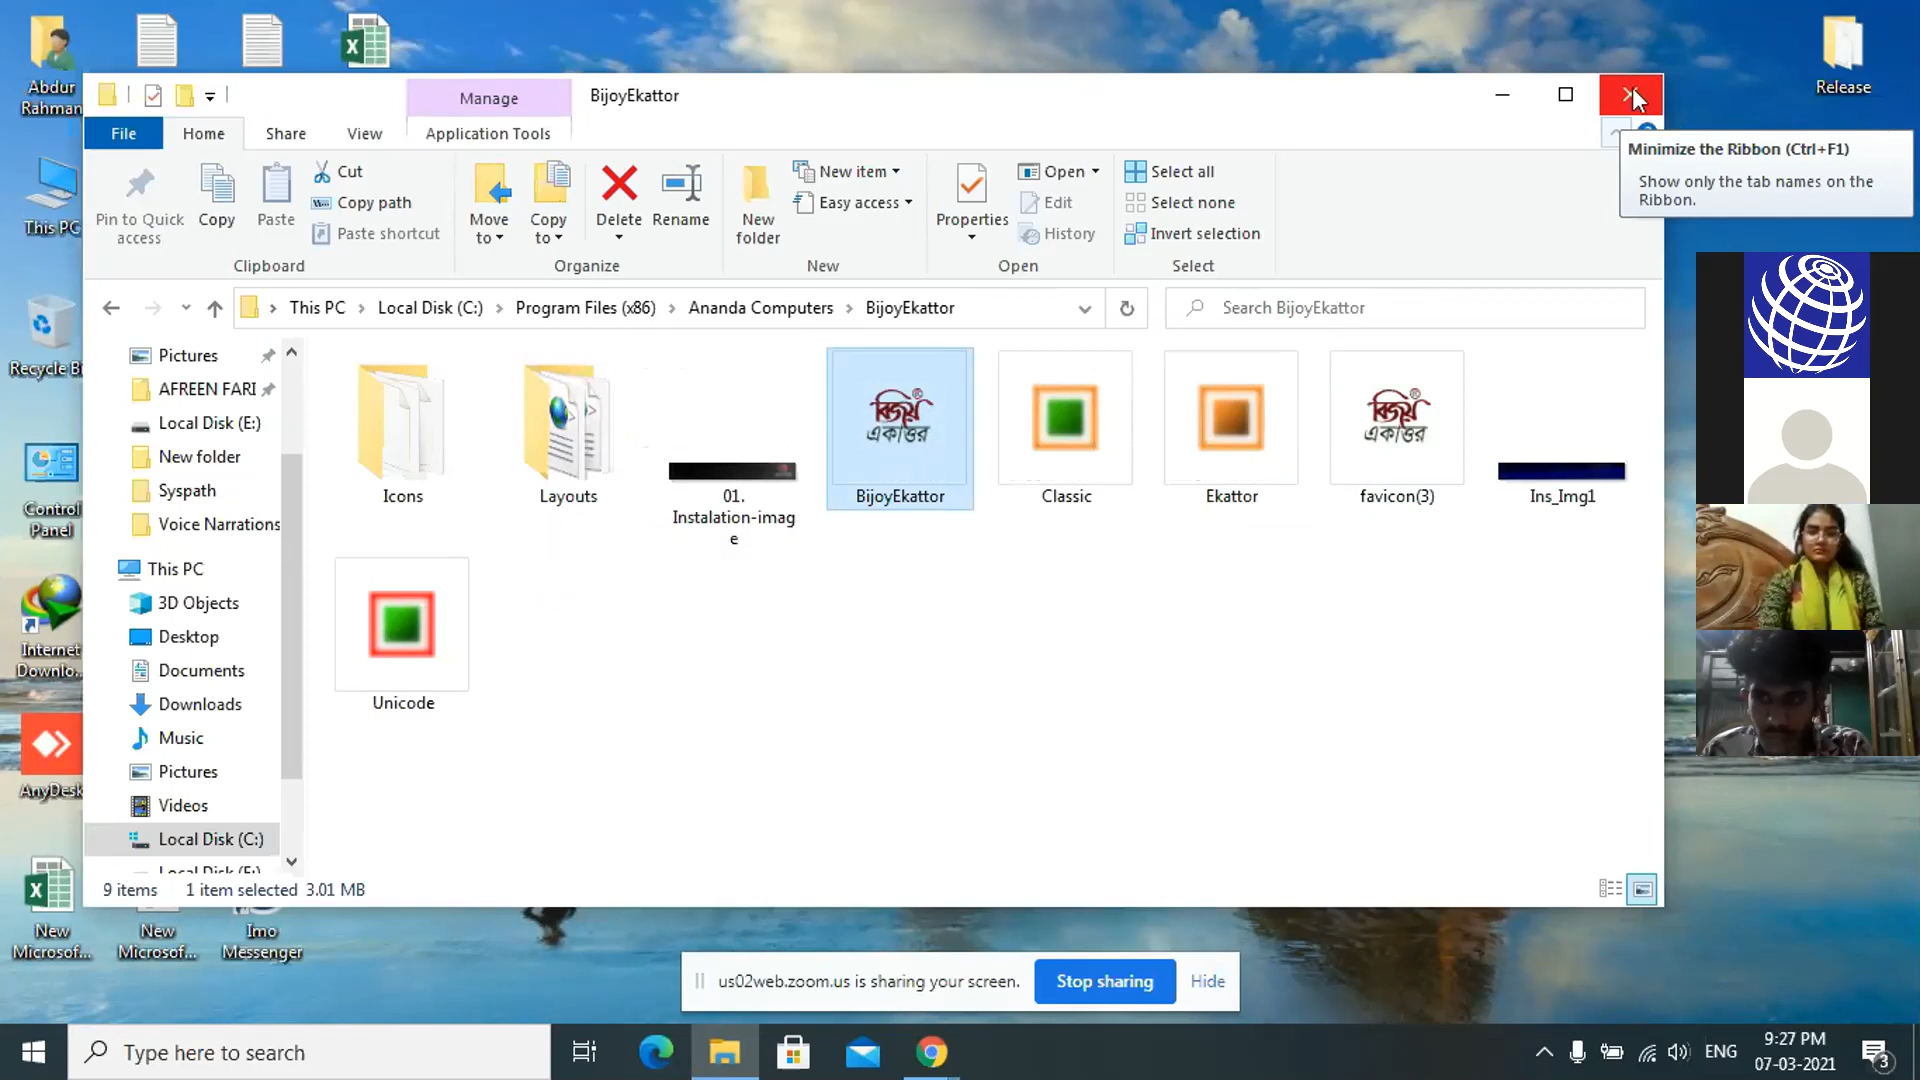 Abdur
Rahman
Release
Manage
BijoyEkattor
File
Home
Share
View
Application Tools
Minimize the Ribbon (Ctrl+F1)
Show only the tab names on the
Ribbon.
Pin to Quick
access
Copy
Paste
Cut
Copy path
Paste shortcut
Clipboard
Move
to
Copy
to
Delete
Rename
Organize
New
folder
New item
Easy access
New
Properties
Open
Edit
History
Open
Select all
Select none
Invert selection
Select
This PC
This PC
Local Disk (C:)
Program Files (x86)
Ananda Computers
BijoyEkattor
Search BijoyEkattor
Recycle Bi
Control
Panel
Internet
Downlo...
AnyDesk
Pictures
AFREEN FARI
Local Disk (E:)
New folder
Syspath
Voice Narrations
This PC
3D Objects
Desktop
Documents
Downloads
Music
Pictures
Videos
Local Disk (C:)
Icons
Layouts
01.
Instalation-imag
e
বিজয়®
একাত্তর
BijoyEkattor
Classic
Ekattor
বিজয়®
একাত্তর
favicon(3)
Ins_Img1
Unicode
9 items
1 item selected 3.01 MB
New
Microsof...
New
Microsof...
Imo
Messenger
us02web.zoom.us is sharing your screen.
Stop sharing
Hide
Type here to search
ENG
9:27 PM
07-03-2021
3